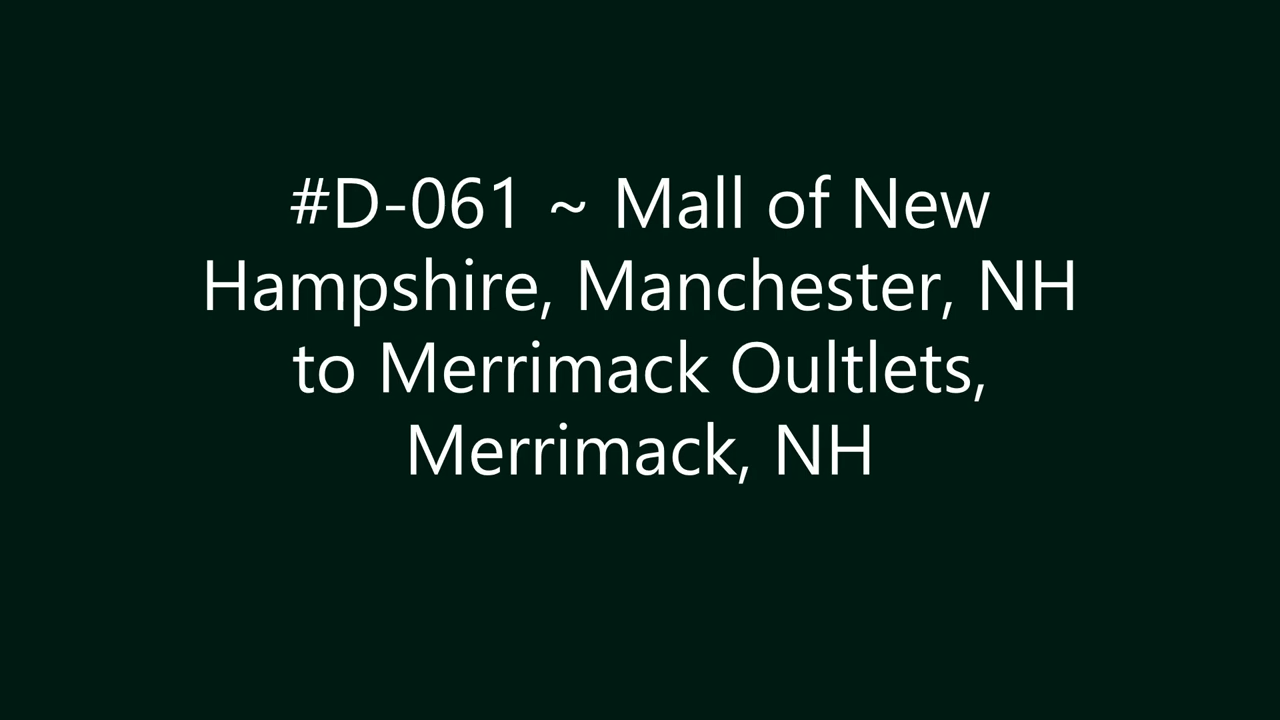 #D-061 ~ Mall of New
Hampshire, Manchester, NH
to Merrimack Oultlets,
Merrimack, NH